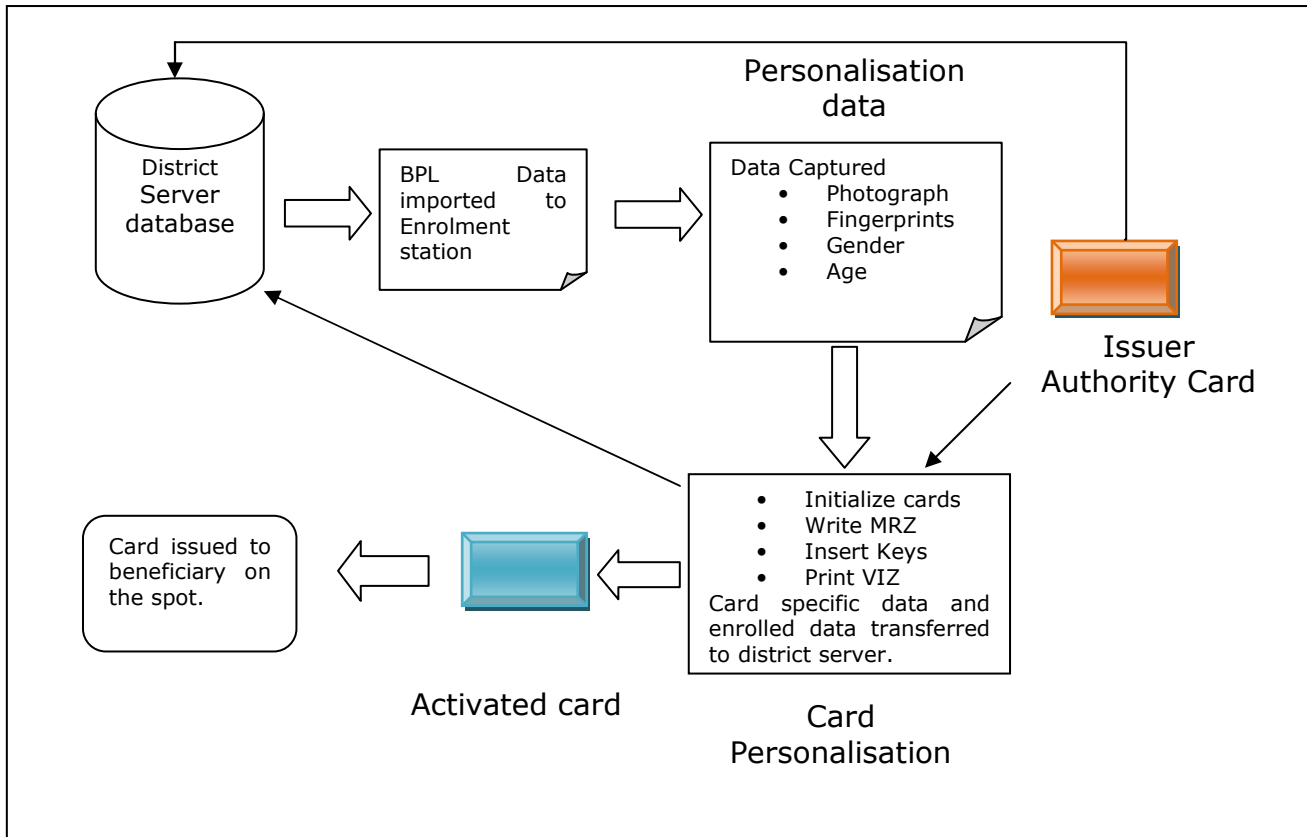 Personalisation
data
District
Server
database
BPL Data
imported to
Enrolment
station
Data Captured
• Photograph
• Fingerprints
• Gender
• Age
Issuer
Authority Card
• Initialize cards
• Write MRZ
• Insert Keys
• Print VIZ
Card specific data and
enrolled data transferred
to district server.
Card issued to
beneficiary on
the spot.
Activated card
Card
Personalisation